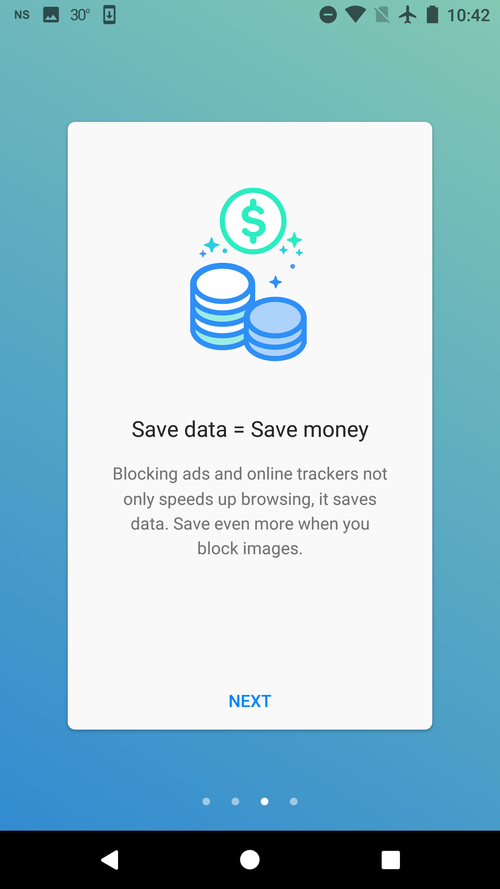 NS 30° 10:42
$
Save data = Save money
Blocking ads and online trackers not
only speeds up browsing, it saves
data. Save even more when you
block images.
NEXT